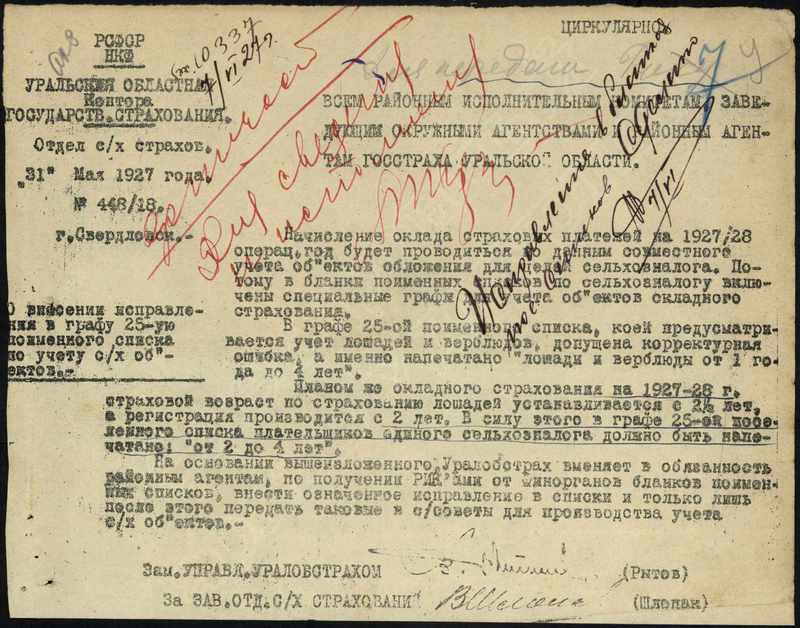 РСФСР
НКФ
УРАЛЬСКАЯ ОБЛАСТНАЯ
Контора
ГОСУДАРСТВ.СТРАХОВАНИЯ.
Отдел с/х страхов.
"31" Мая 1927 года.
№ 448/18.
г.Свердловск.-
О внесении исправле-
ния в графу 25-ую
поименного списка
по учету с/х об"-
ектов.-
10337
ЦИРКУЛЯРНО
7
ВСЕМ РАЙОННЫМ ИСПОЛНИТЕЛЬНЫМ КОМИТЕТАМ, ЗАВЕ-
ДУЮЩИМ ОКРУЖНЫМИ АГЕНТСТВАМИ И РАЙОННЫМ АГЕН-
ТАМ ГОССТРАХА УРАЛЬСКОЙ ОБЛАСТИ.
Начисление оклада страховых платежей на 1927/28
операц.год будет проводиться по данным совместного
учета об"ектов обложения для целей сельхозналога. По-
тому в бланки поименных списков по сельхозналогу вклю-
чены специальные графы для учета об"ектов складного
страхования.
В графе 25-ой поименного списка, коей предусматри-
вается учет лошадей и верблюдов, допущена корректурная
ошибка, а именно напечатано "лошади и верблюды от 1 го-
да до 4 лет".
Планом же окладного страхования на 1927-28 г.
страховой возраст по страхованию лошадей устанавливается с 2½ лет,
а регистрация производится с 2 лет. В силу этого в графе 25-ой посе-
лемного списка плательщиков единого сельхозналога должно быть напе-
чатано: "от 2 до 4 лет".
На основании вышеизложенного Уралобстрах вменяет в обязанность
районным агентам, по получении РИК"ами от финорганов бланков поимен-
ных списков, внести означенное исправление в списки и только лишь
после этого передать таковые в с/советы для производства учета
с/х об"ектов.-
Зам. УПРАВЛ.УРАЛОБСТРАХОМ (Рытов)
За ЗАВ.ОТД.С/Х СТРАХОВАНИЯ (Шлопак)